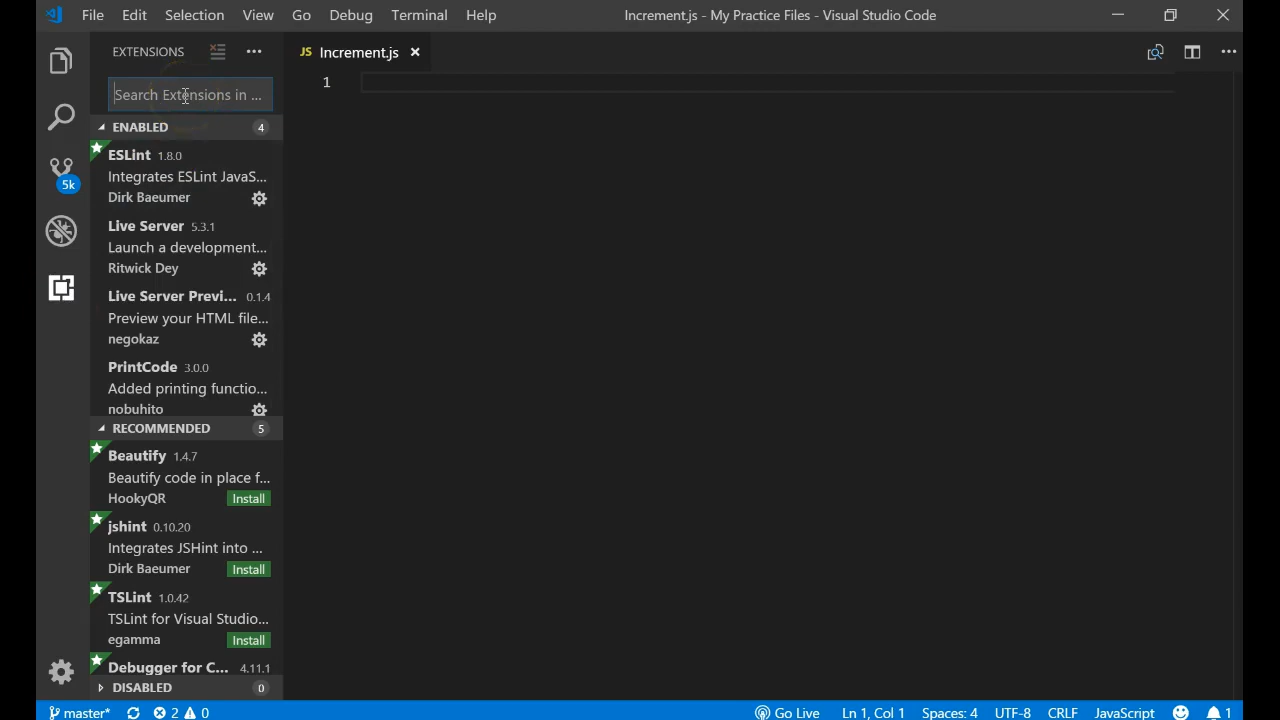 File Edit Selection View Go Debug Terminal Help Increment.js - My Practice Files - Visual Studio Code
EXTENSIONS
JS Increment.js
Search Extensions in ...
1
ENABLED 4
ESLint 1.8.0
Integrates ESLint JavaS...
Dirk Baeumer
Live Server 5.3.1
Launch a development...
Ritwick Dey
Live Server Previ... 0.1.4
Preview your HTML file...
negokaz
PrintCode 3.0.0
Added printing functio...
nobuhito
RECOMMENDED 5
Beautify 1.4.7
Beautify code in place f...
HookyQR Install
jshint 0.10.20
Integrates JSHint into ...
Dirk Baeumer Install
TSLint 1.0.42
TSLint for Visual Studio...
egamma Install
Debugger for C... 4.11.1
DISABLED 0
5k
master* 2 0 Go Live Ln 1, Col 1 Spaces: 4 UTF-8 CRLF JavaScript 1